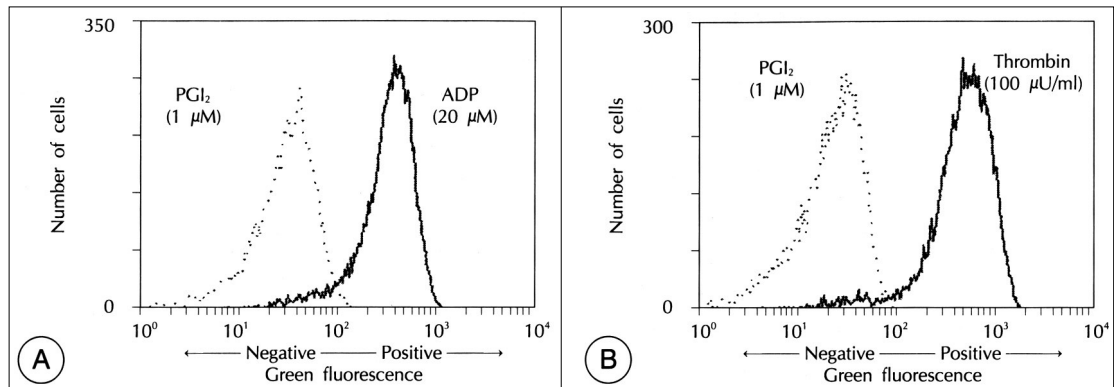 350
Number of cells
0
PGI₂
(1 µM)
ADP
(20 µM)
10⁰ 10¹ 10² 10³ 10⁴
Negative Positive
Green fluorescence
A
300
Number of cells
0
PGI₂
(1 µM)
Thrombin
(100 µU/ml)
10⁰ 10¹ 10² 10³ 10⁴
Negative Positive
Green fluorescence
B